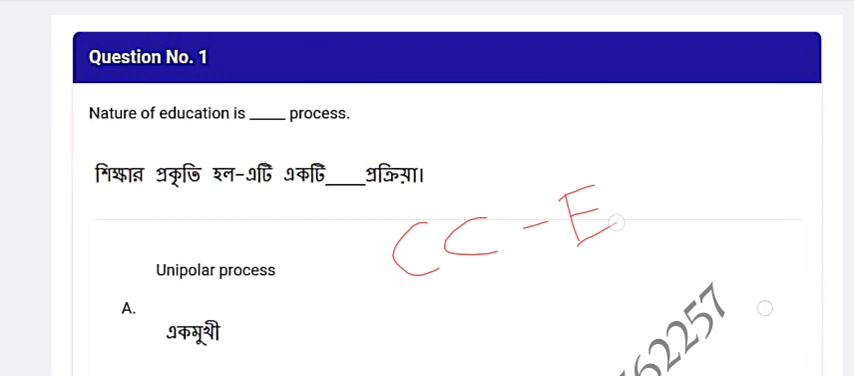 Question No. 1
Nature of education is _____ process.
শিক্ষার প্রকৃতি হল-এটি একটি_____প্রক্রিয়া।
CC-E
Unipolar process
A.
একমুখী
62257